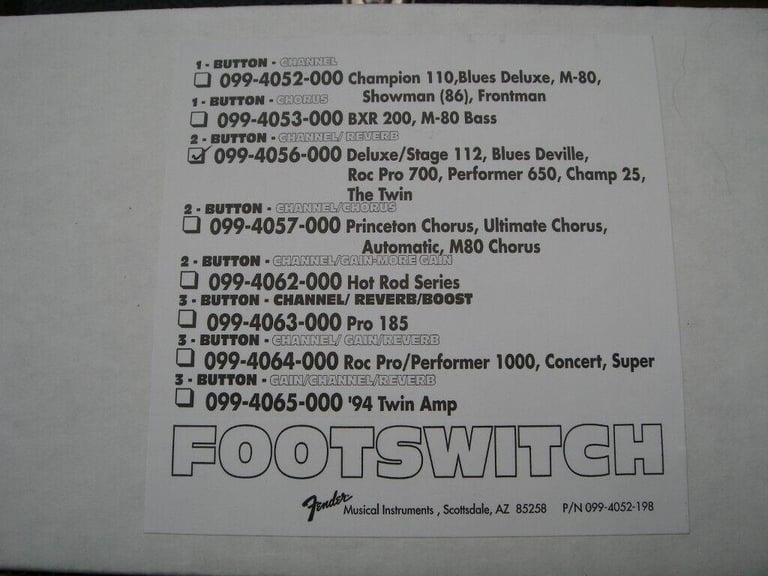 1 - BUTTON - CHANNEL
099-4052-000 Champion 110,Blues Deluxe, M-80,
Showman (86), Frontman
1 - BUTTON - CHORUS
099-4053-000 BXR 200, M-80 Bass
2 - BUTTON - CHANNEL/ REVERB
099-4056-000 Deluxe/Stage 112, Blues Deville,
Roc Pro 700, Performer 650, Champ 25,
The Twin
2 - BUTTON - CHANNEL/CHORUS
099-4057-000 Princeton Chorus, Ultimate Chorus,
Automatic, M80 Chorus
2 - BUTTON - CHANNEL/GAIN-MORE GAIN
099-4062-000 Hot Rod Series
3 - BUTTON - CHANNEL/ REVERB/BOOST
099-4063-000 Pro 185
3 - BUTTON - CHANNEL/ GAIN/REVERB
099-4064-000 Roc Pro/Performer 1000, Concert, Super
3 - BUTTON - GAIN/CHANNEL/REVERB
099-4065-000 '94 Twin Amp
FOOTSWITCH
Fender Musical Instruments , Scottsdale, AZ 85258 P/N 099-4052-198